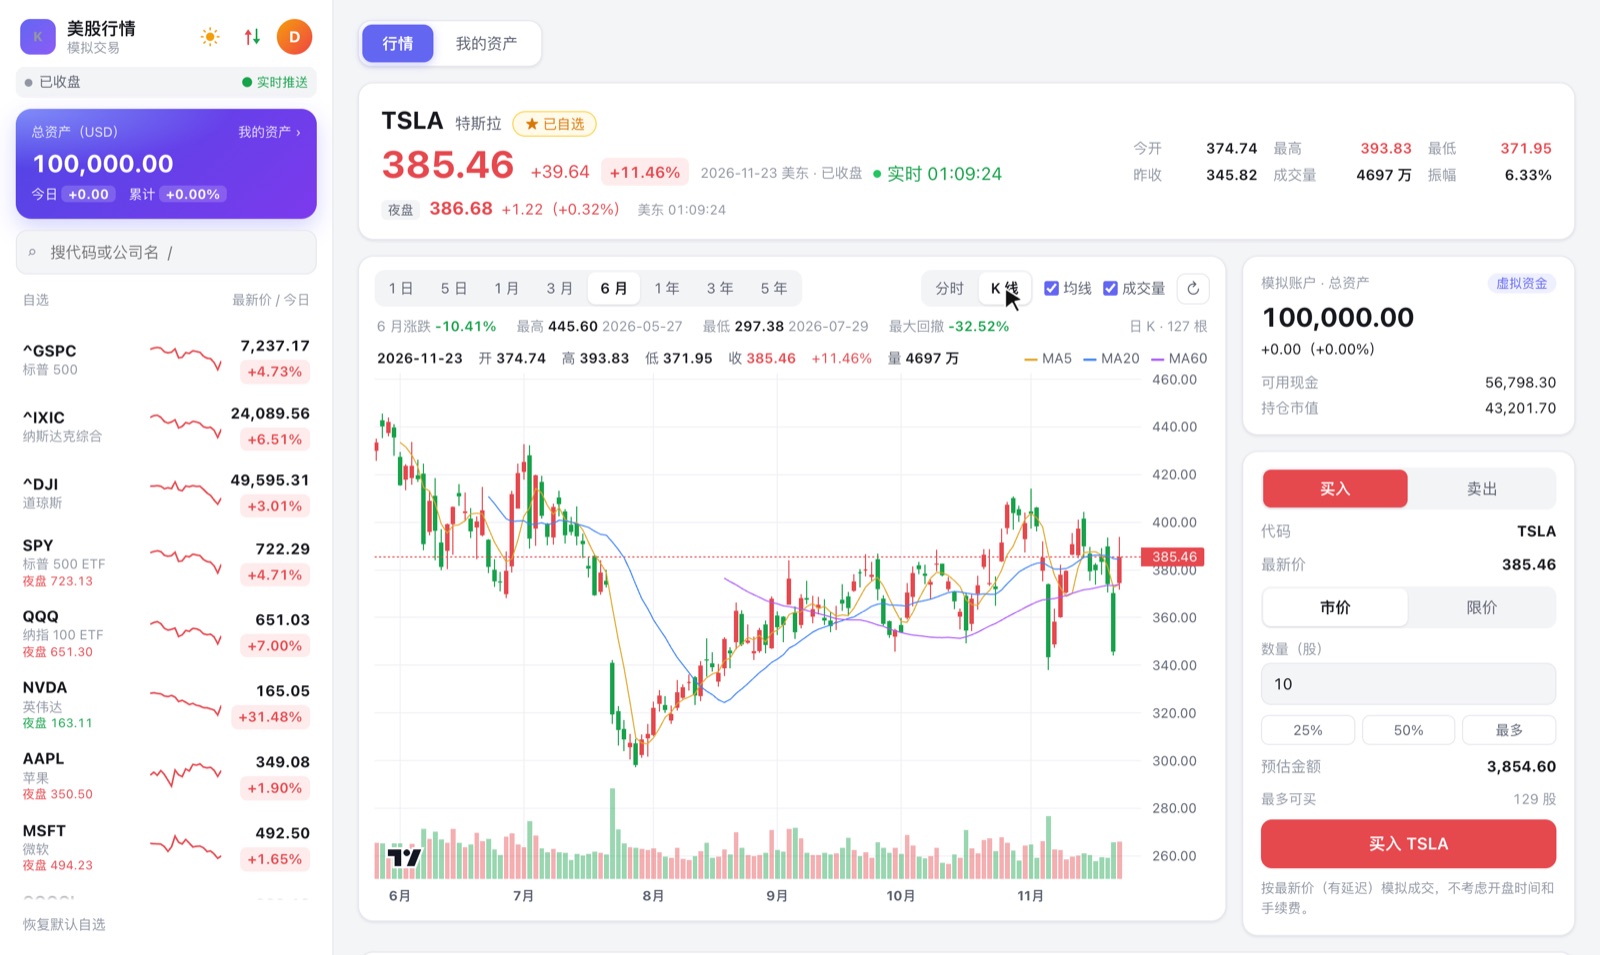 K
美股行情
模拟交易
D
已收盘
实时推送
总资产（USD）
我的资产 ›
100,000.00
今日 +0.00 累计 +0.00%
搜代码或公司名 /
自选
最新价 / 今日
^GSPC
标普 500
7,237.17
+4.73%
^IXIC
纳斯达克综合
24,089.56
+6.51%
^DJI
道琼斯
49,595.31
+3.01%
SPY
标普 500 ETF
夜盘 723.13
722.29
+4.71%
QQQ
纳指 100 ETF
夜盘 651.30
651.03
+7.00%
NVDA
英伟达
夜盘 163.11
165.05
+31.48%
AAPL
苹果
夜盘 350.50
349.08
+1.90%
MSFT
微软
夜盘 494.23
492.50
+1.65%
恢复默认自选
行情
我的资产
TSLA 特斯拉 ★ 已自选
385.46 +39.64 +11.46% 2026-11-23 美东 · 已收盘 实时 01:09:24
夜盘 386.68 +1.22 (+0.32%) 美东 01:09:24
今开 374.74 最高 393.83 最低 371.95
昨收 345.82 成交量 4697 万 振幅 6.33%
1 日 5 日 1 月 3 月 6 月 1 年 3 年 5 年
分时 K 线 均线 成交量
6 月涨跌 -10.41% 最高 445.60 2026-05-27 最低 297.38 2026-07-29 最大回撤 -32.52% 日 K · 127 根
2026-11-23 开 374.74 高 393.83 低 371.95 收 385.46 +11.46% 量 4697 万 MA5 MA20 MA60
460.00
440.00
420.00
400.00
385.46
380.00
360.00
340.00
320.00
300.00
280.00
260.00
6月 7月 8月 9月 10月 11月
模拟账户 · 总资产
虚拟资金
100,000.00
+0.00 (+0.00%)
可用现金 56,798.30
持仓市值 43,201.70
买入 卖出
代码 TSLA
最新价 385.46
市价 限价
数量（股）
10
25% 50% 最多
预估金额 3,854.60
最多可买 129 股
买入 TSLA
按最新价（有延迟）模拟成交，不考虑开盘时间和
手续费。